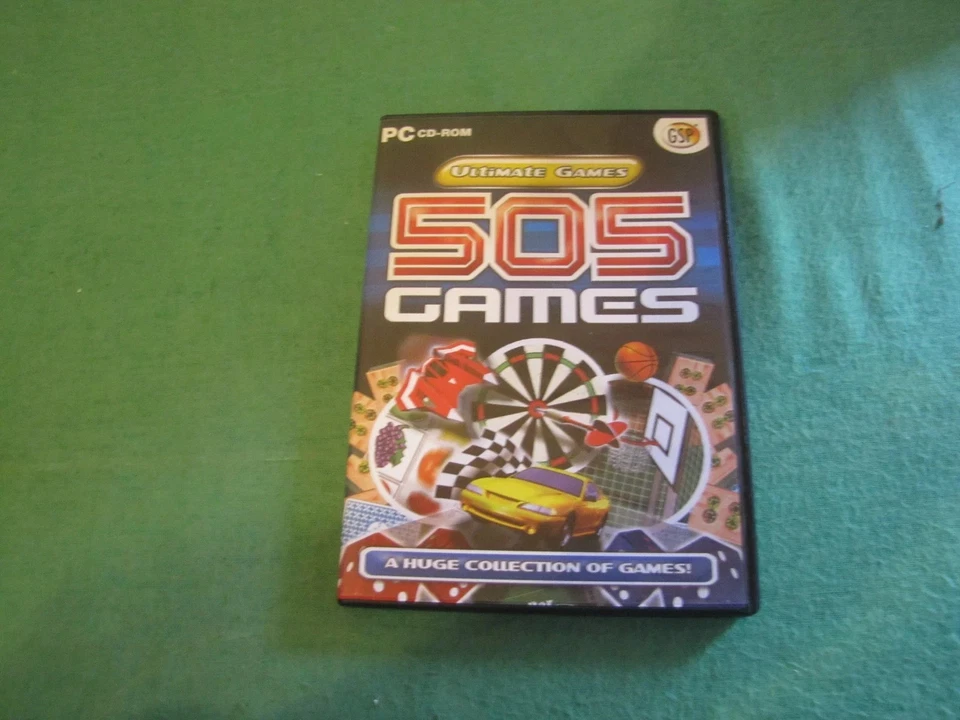 PC CD-ROM
GSP
ULTIMATE GAMES
505
GAMES
A HUGE COLLECTION OF GAMES!